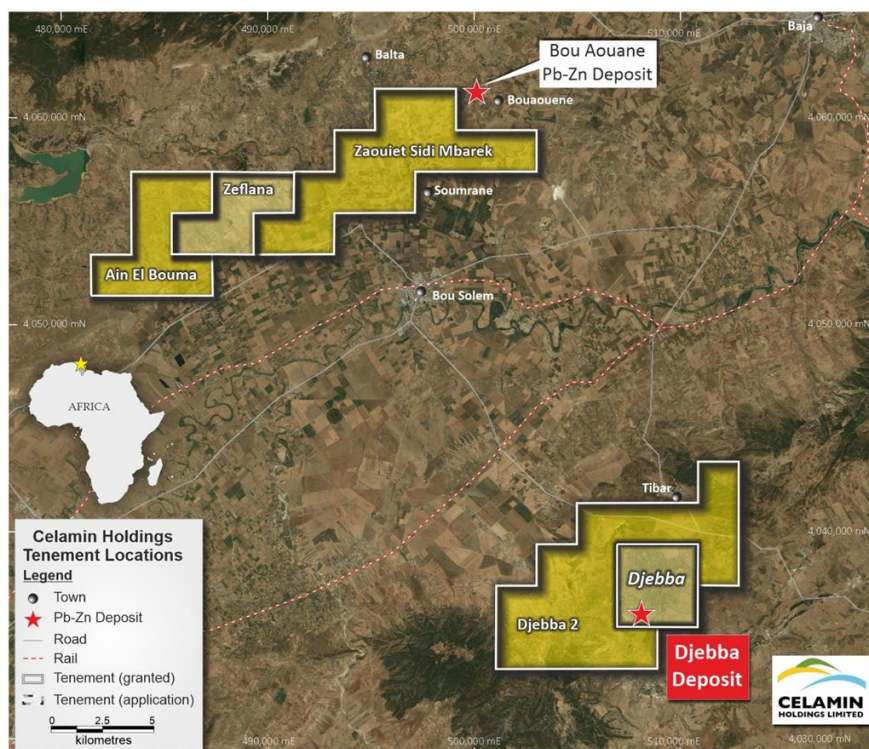 480,000 mE
490,000 mE
500,000 mE
510,000 mE
Baja
Balta
Bou Aouane
Pb-Zn Deposit
Bouaouene
4,060,000 mN
4,060,000 mN
Zaouiet Sidi Mbarek
Zeflana
Soumrane
Ain El Bouma
Bou Solem
4,050,000 mN
4,050,000 mN
AFRICA
Tibar
4,040,000 mN
Djebba
Djebba 2
Djebba
Deposit
Celamin Holdings
Tenement Locations
Legend
Town
Pb-Zn Deposit
Road
Rail
Tenement (granted)
Tenement (application)
0 2.5 5
kilometres
490,000 mE
500,000 mE
510,000 mE
4,030,000 mN
CELAMIN
HOLDINGS LIMITED